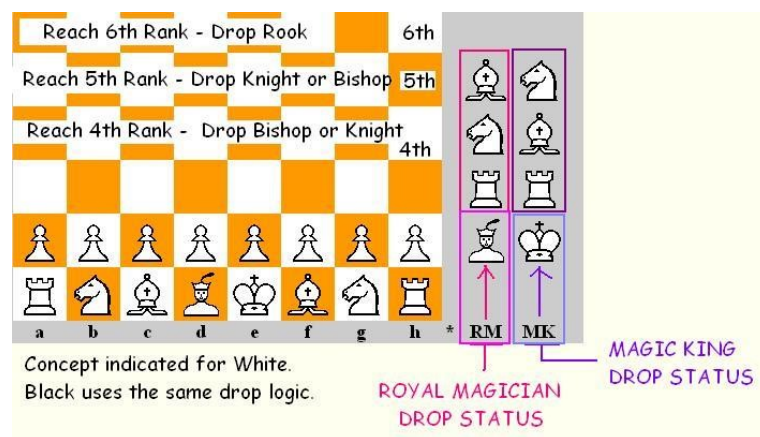 Reach 6th Rank - Drop Rook 6th
Reach 5th Rank - Drop Knight or Bishop 5th
Reach 4th Rank - Drop Bishop or Knight
4th
a b c d e f g h * RM MK
Concept indicated for White.
Black uses the same drop logic.
MAGIC KING
DROP STATUS
ROYAL MAGICIAN
DROP STATUS